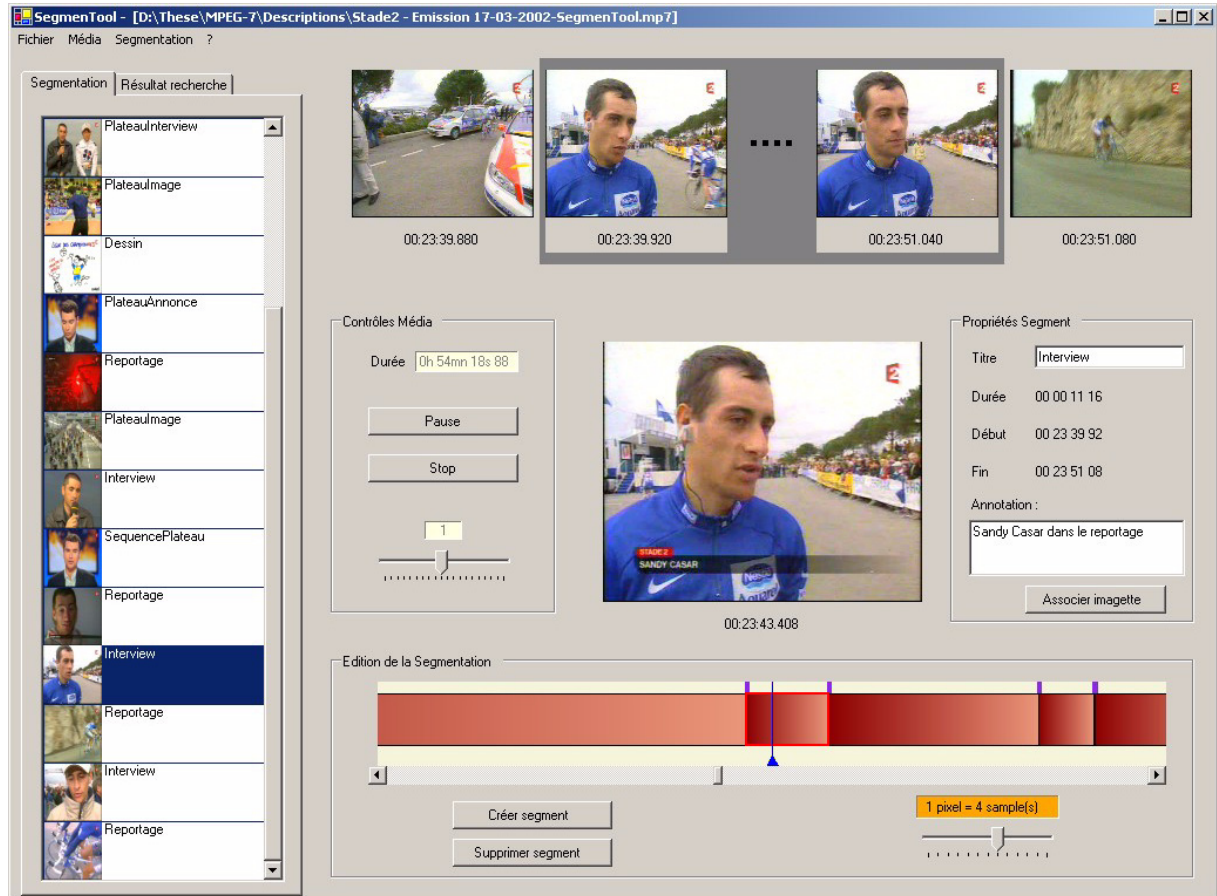 SegmenTool - [D:\These\MPEG-7\Descriptions\Stade2 - Emission 17-03-2002-SegmenTool.mp7]
Fichier Média Segmentation ?
Segmentation Résultat recherche
PlateauInterview
PlateauImage
Dessin
PlateauAnnonce
Reportage
PlateauImage
Interview
SequencePlateau
Reportage
Interview
Reportage
Interview
Reportage
00:23:39.880 00:23:39.920 .... 00:23:51.040 00:23:51.080
Contrôles Média
Durée 0h 54mn 18s 88
Pause
Stop
1
2
STADE 2
SANDY CASAR
Nestlé
Aquarel
00:23:43.408
Propriétés Segment
Titre Interview
Durée 00 00 11 16
Début 00 23 39 92
Fin 00 23 51 08
Annotation :
Sandy Casar dans le reportage
Associer imagette
Edition de la Segmentation
Créer segment
Supprimer segment
1 pixel = 4 sample(s)